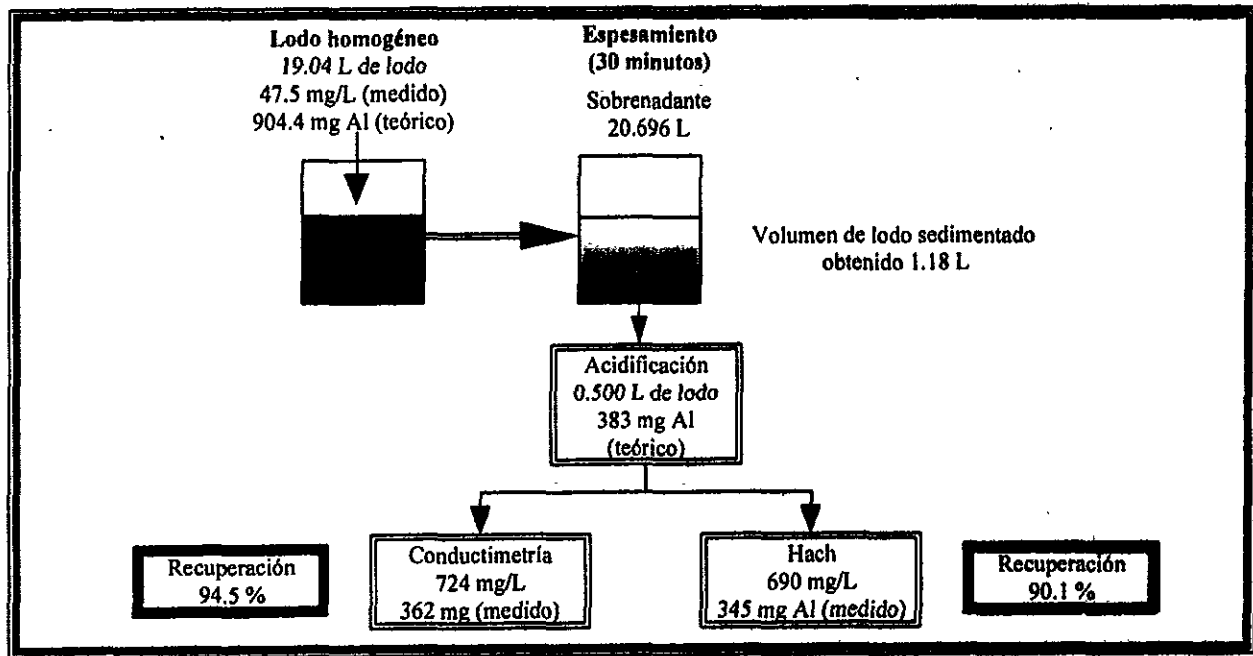 Lodo homogéneo
19.04 L de lodo
47.5 mg/L (medido)
904.4 mg Al (teórico)
Espesamiento
(30 minutos)
Sobrenadante
20.696 L
Volumen de lodo sedimentado
obtenido 1.18 L
Acidificación
0.500 L de lodo
383 mg Al
(teórico)
Recuperación
94.5 %
Conductimetría
724 mg/L
362 mg (medido)
Hach
690 mg/L
345 mg Al (medido)
Recuperación
90.1 %